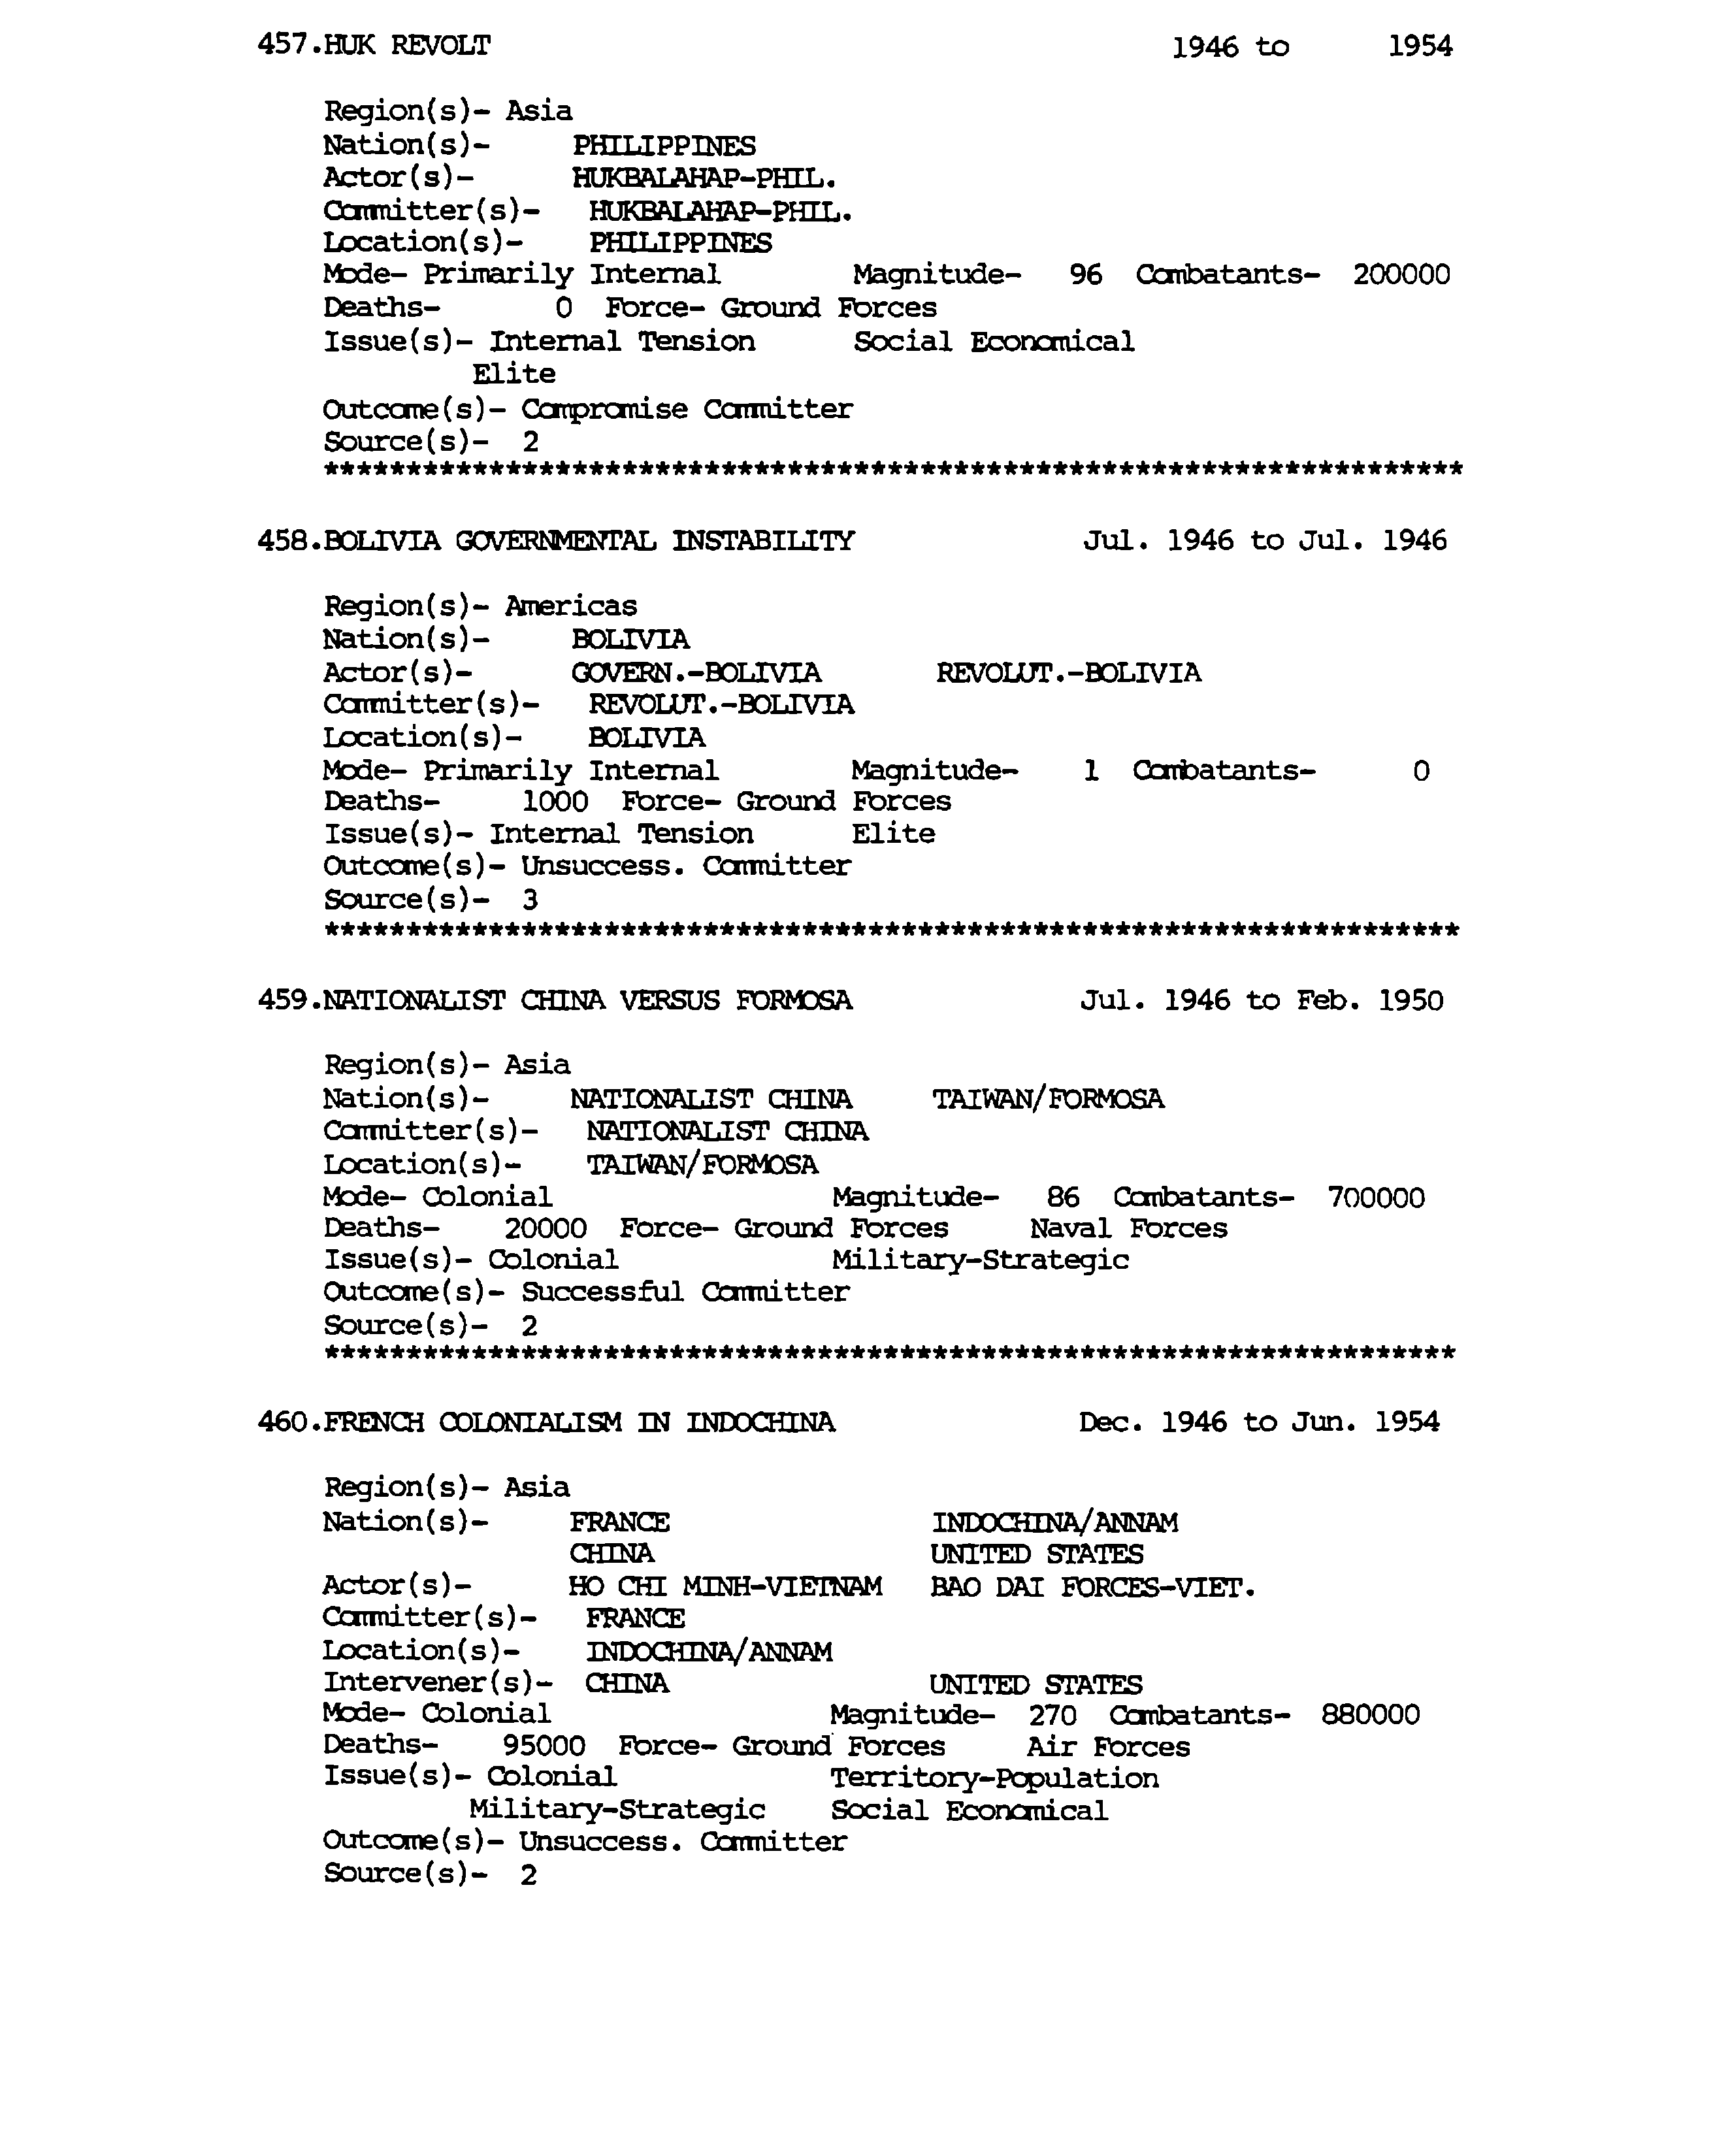 457.HUK REVOLT 1946 to 1954
Region(s)- Asia
Nation(s)- PHILIPPINES
Actor(s)- HUKBALAHAP-PHIL.
Committer(s)- HUKBALAHAP-PHIL.
Location(s)- PHILIPPINES
Mode- Primarily Internal Magnitude- 96 Combatants- 200000
Deaths- 0 Force- Ground Forces
Issue(s)- Internal Tension Social Economical
Elite
Outcome(s)- Compromise Committer
Source(s)- 2
*********************************************************************
458.BOLIVIA GOVERNMENTAL INSTABILITY Jul. 1946 to Jul. 1946
Region(s)- Americas
Nation(s)- BOLIVIA
Actor(s)- GOVERN.-BOLIVIA REVOLUT.-BOLIVIA
Committer(s)- REVOLUT.-BOLIVIA
Location(s)- BOLIVIA
Mode- Primarily Internal Magnitude- 1 Combatants- 0
Deaths- 1000 Force- Ground Forces
Issue(s)- Internal Tension Elite
Outcome(s)- Unsuccess. Committer
Source(s)- 3
*********************************************************************
459.NATIONALIST CHINA VERSUS FORMOSA Jul. 1946 to Feb. 1950
Region(s)- Asia
Nation(s)- NATIONALIST CHINA TAIWAN/FORMOSA
Committer(s)- NATIONALIST CHINA
Location(s)- TAIWAN/FORMOSA
Mode- Colonial Magnitude- 86 Combatants- 700000
Deaths- 20000 Force- Ground Forces Naval Forces
Issue(s)- Colonial Military-Strategic
Outcome(s)- Successful Committer
Source(s)- 2
*********************************************************************
460.FRENCH COLONIALISM IN INDOCHINA Dec. 1946 to Jun. 1954
Region(s)- Asia
Nation(s)- FRANCE INDOCHINA/ANNAM
CHINA UNITED STATES
Actor(s)- HO CHI MINH-VIETNAM BAO DAI FORCES-VIET.
Committer(s)- FRANCE
Location(s)- INDOCHINA/ANNAM
Intervener(s)- CHINA UNITED STATES
Mode- Colonial Magnitude- 270 Combatants- 880000
Deaths- 95000 Force- Ground Forces Air Forces
Issue(s)- Colonial Territory-Population
Military-Strategic Social Economical
Outcome(s)- Unsuccess. Committer
Source(s)- 2